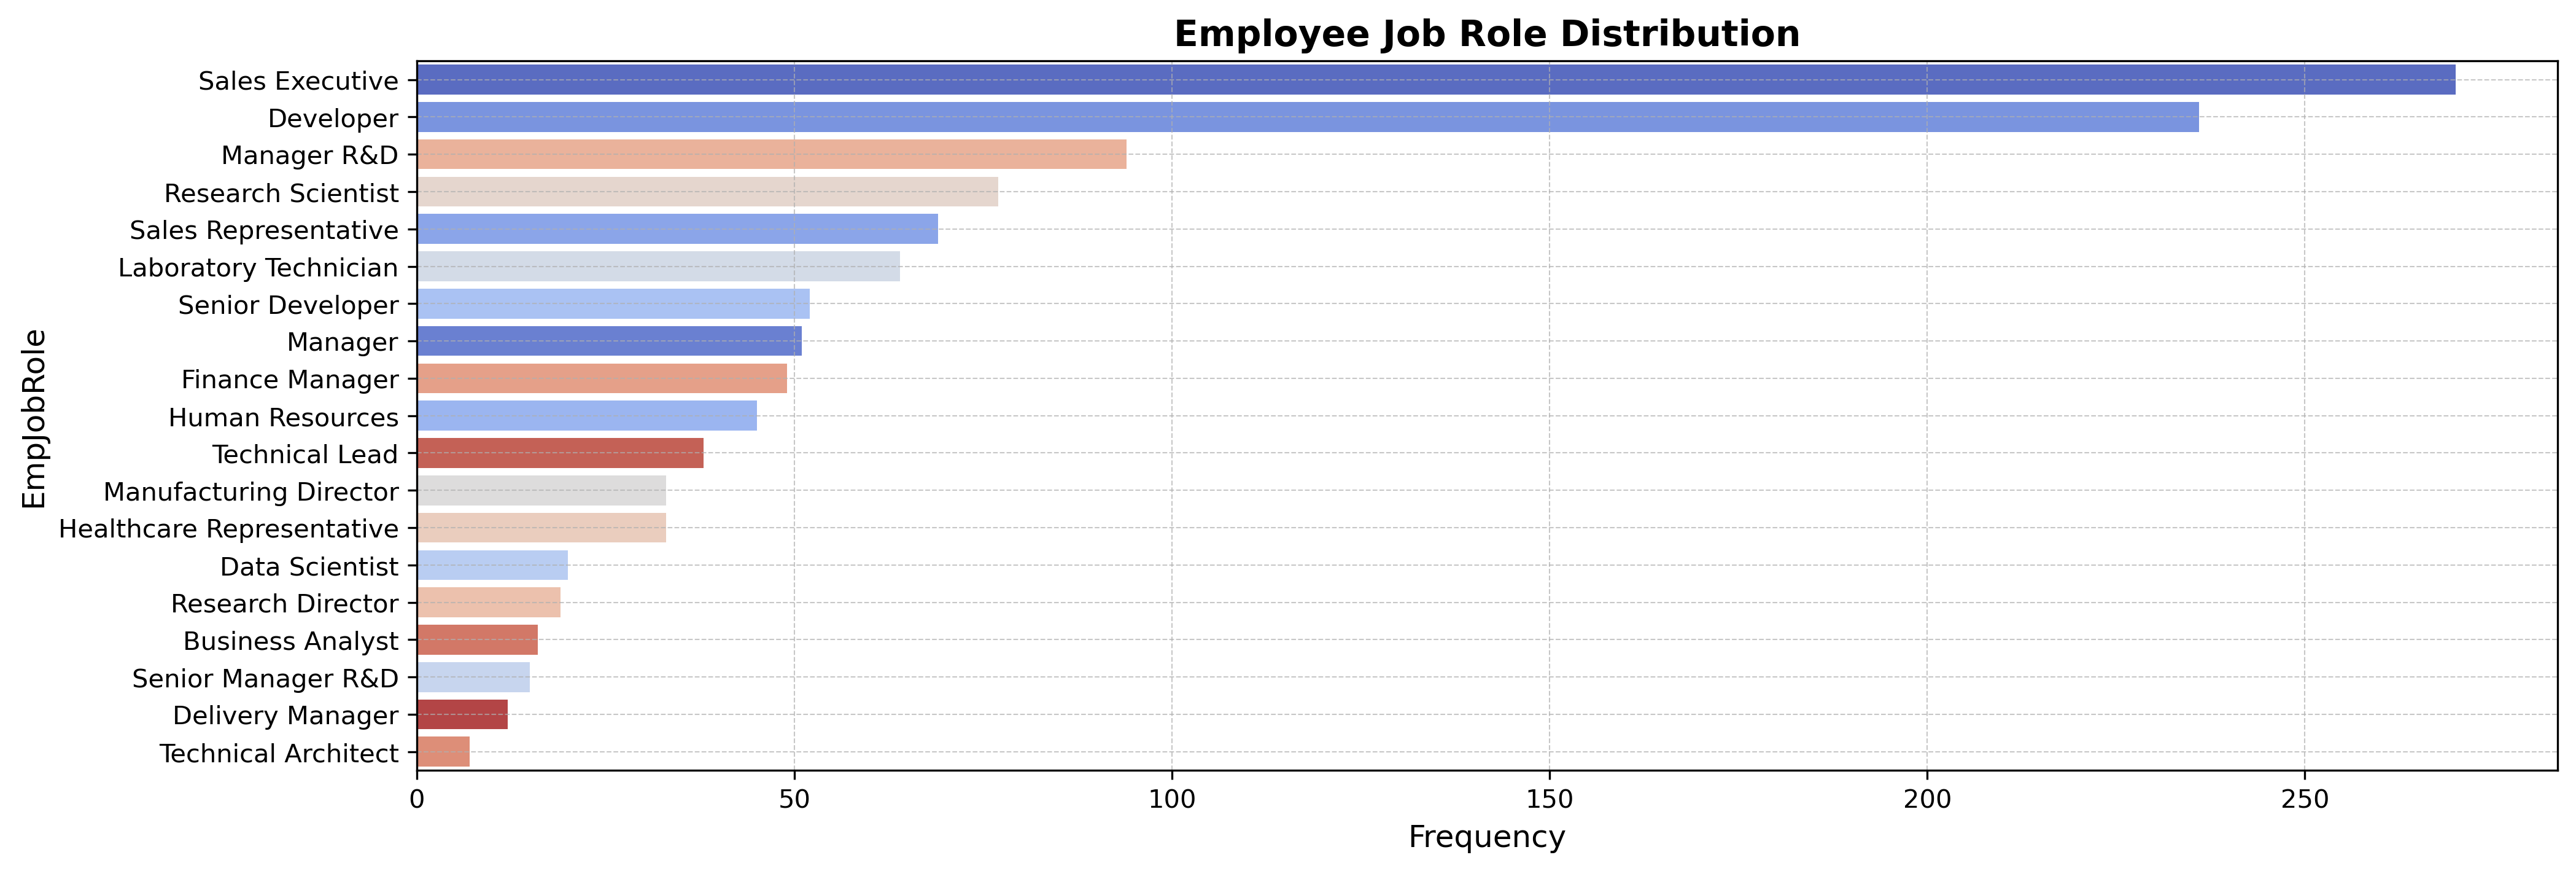 Employee Job Role Distribution
EmpJobRole
Sales Executive
Developer
Manager R&D
Research Scientist
Sales Representative
Laboratory Technician
Senior Developer
Manager
Finance Manager
Human Resources
Technical Lead
Manufacturing Director
Healthcare Representative
Data Scientist
Research Director
Business Analyst
Senior Manager R&D
Delivery Manager
Technical Architect
0 50 100 150 200 250
Frequency